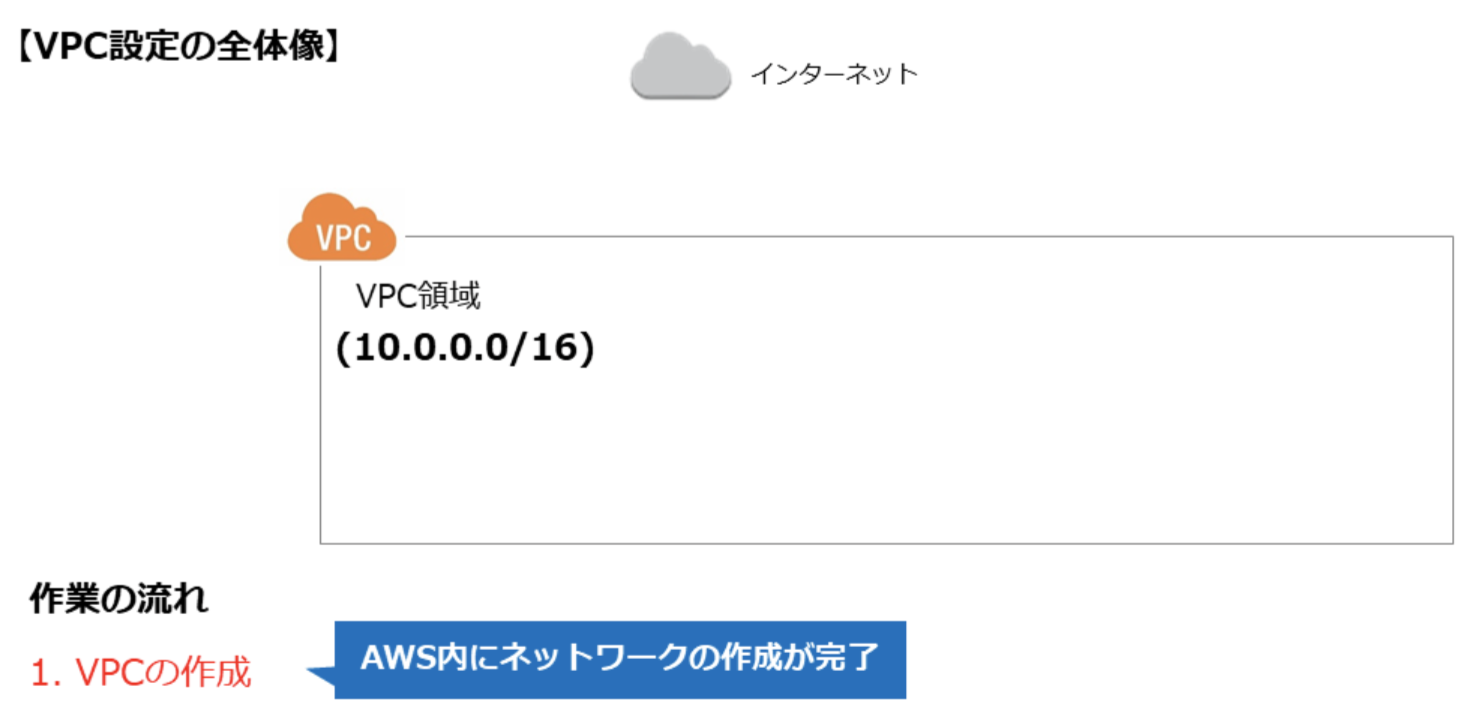 【VPC設定の全体像】
インターネット
VPC
VPC領域
(10.0.0.0/16)
作業の流れ
1. VPCの作成
AWS内にネットワークの作成が完了